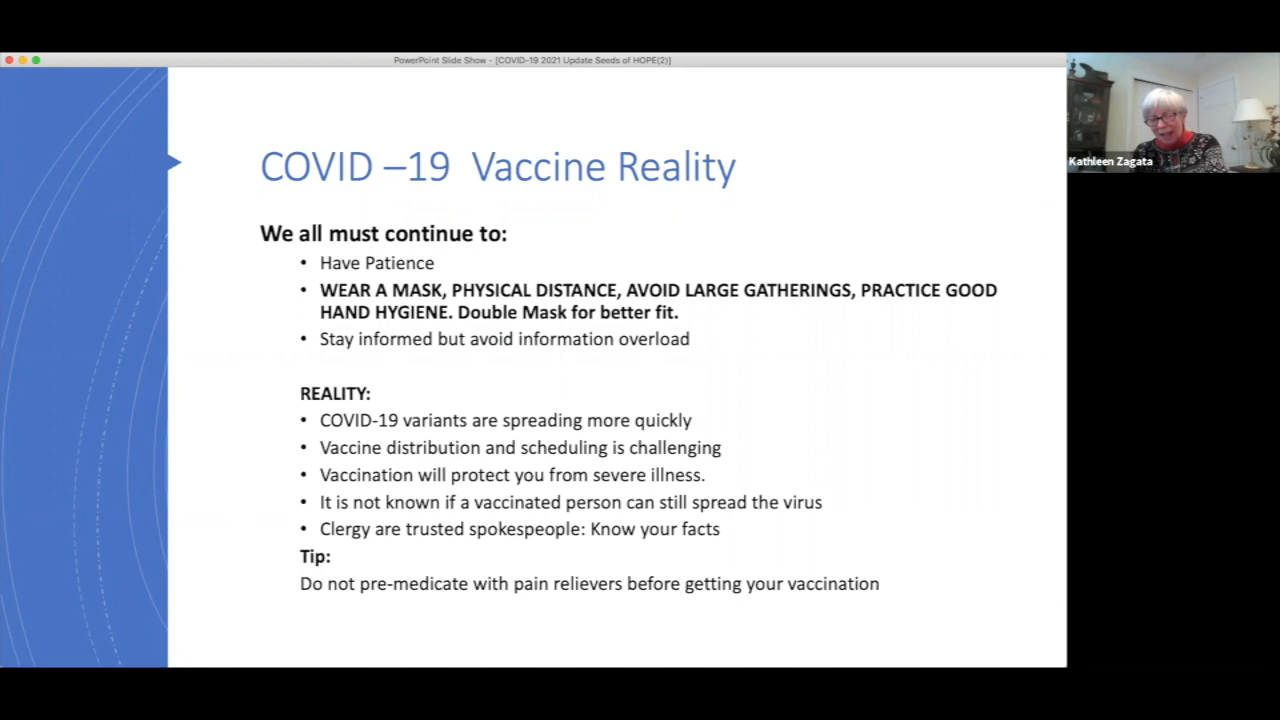 PowerPoint Slide Show - [COVID-19 2021 Update Seeds of HOPE(2)]
Kathleen Zagata
COVID –19 Vaccine Reality
We all must continue to:
• Have Patience
• WEAR A MASK, PHYSICAL DISTANCE, AVOID LARGE GATHERINGS, PRACTICE GOOD
HAND HYGIENE. Double Mask for better fit.
• Stay informed but avoid information overload
REALITY:
• COVID-19 variants are spreading more quickly
• Vaccine distribution and scheduling is challenging
• Vaccination will protect you from severe illness.
• It is not known if a vaccinated person can still spread the virus
• Clergy are trusted spokespeople: Know your facts
Tip:
Do not pre-medicate with pain relievers before getting your vaccination